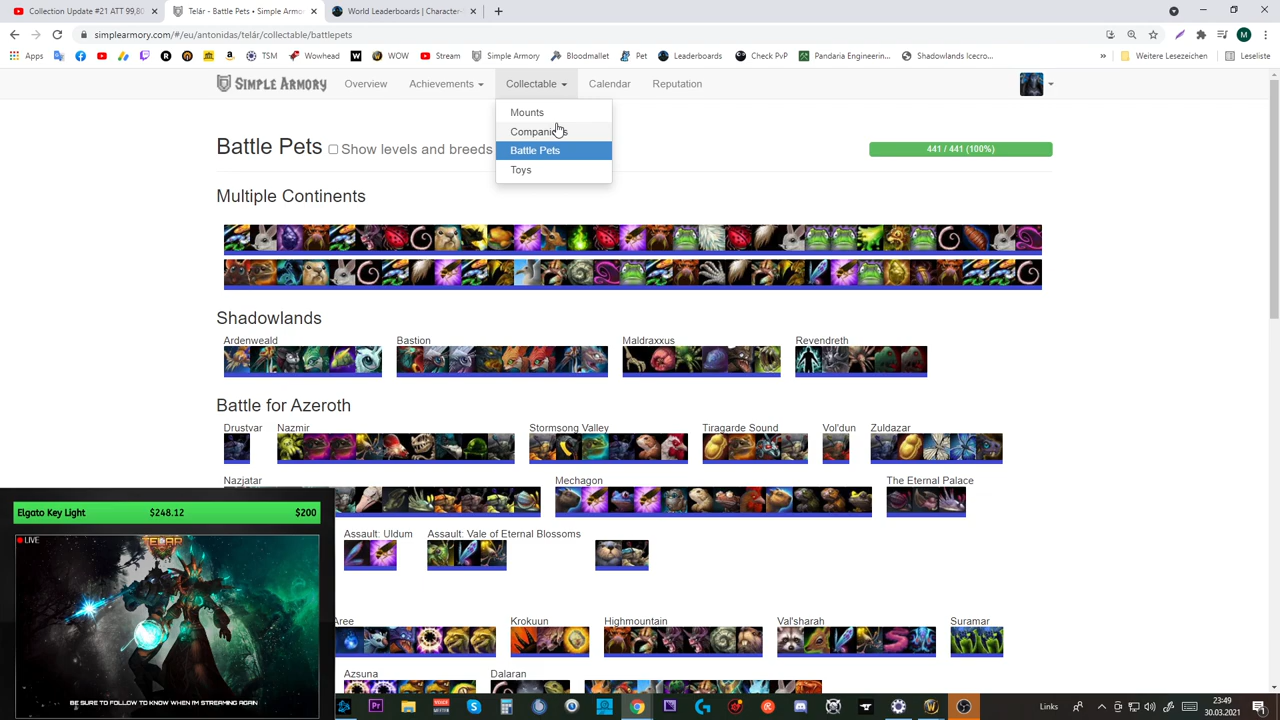 Collection Update #21 ATT 99,80
Telár - Battle Pets • Simple Armor
World Leaderboards | Character-
simplearmory.com/#/eu/antonidas/telár/collectable/battlepets
Apps
TSM
Wowhead
WOW
Stream
Simple Armory
Bloodmallet
Pet
Leaderboards
Check PvP
Pandaria Engineerin...
Shadowlands Icecro...
»
Weitere Lesezeichen
Leseliste
SIMPLE ARMORY
Overview
Achievements
Collectable
Calendar
Reputation
Mounts
Companions
Battle Pets
Toys
Battle Pets
Show levels and breeds
441 / 441 (100%)
Multiple Continents
Shadowlands
Ardenweald
Bastion
Maldraxxus
Revendreth
Battle for Azeroth
Drustvar
Nazmir
Stormsong Valley
Tiragarde Sound
Vol'dun
Zuldazar
Nazjatar
Mechagon
The Eternal Palace
Assault: Uldum
Assault: Vale of Eternal Blossoms
Aree
Krokuun
Highmountain
Val'sharah
Suramar
Azsuna
Dalaran
Elgato Key Light
$248.12
$200
LIVE
TELAR
BE SURE TO FOLLOW TO KNOW WHEN I'M STREAMING AGAIN
Links
23:49
30.03.2021